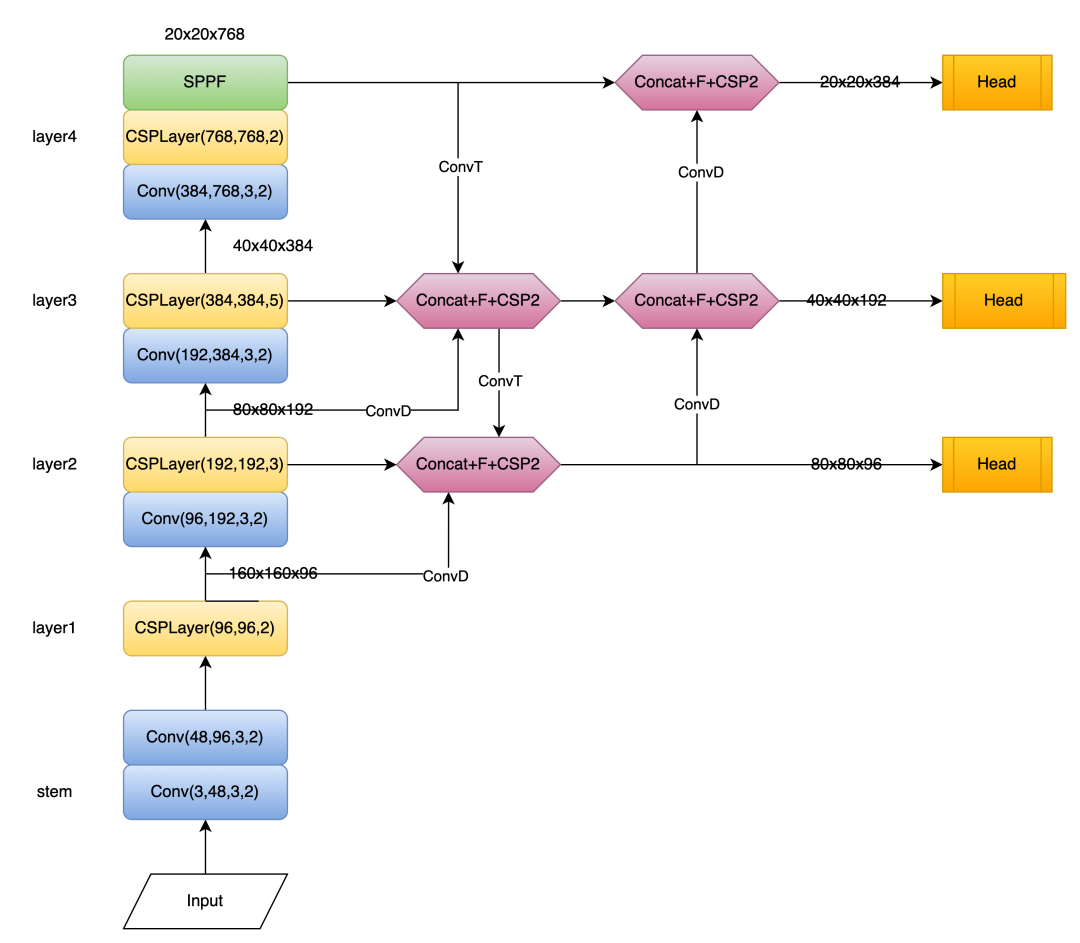 20x20x768
SPPF
Concat+F+CSP2
20x20x384
Head
layer4
CSPLayer(768,768,2)
ConvT
ConvD
Conv(384,768,3,2)
40x40x384
layer3
CSPLayer(384,384,5)
Concat+F+CSP2
Concat+F+CSP2
40x40x192
Head
Conv(192,384,3,2)
ConvT
80x80x192
ConvD
ConvD
layer2
CSPLayer(192,192,3)
Concat+F+CSP2
80x80x96
Head
Conv(96,192,3,2)
160x160x96
ConvD
layer1
CSPLayer(96,96,2)
Conv(48,96,3,2)
stem
Conv(3,48,3,2)
Input